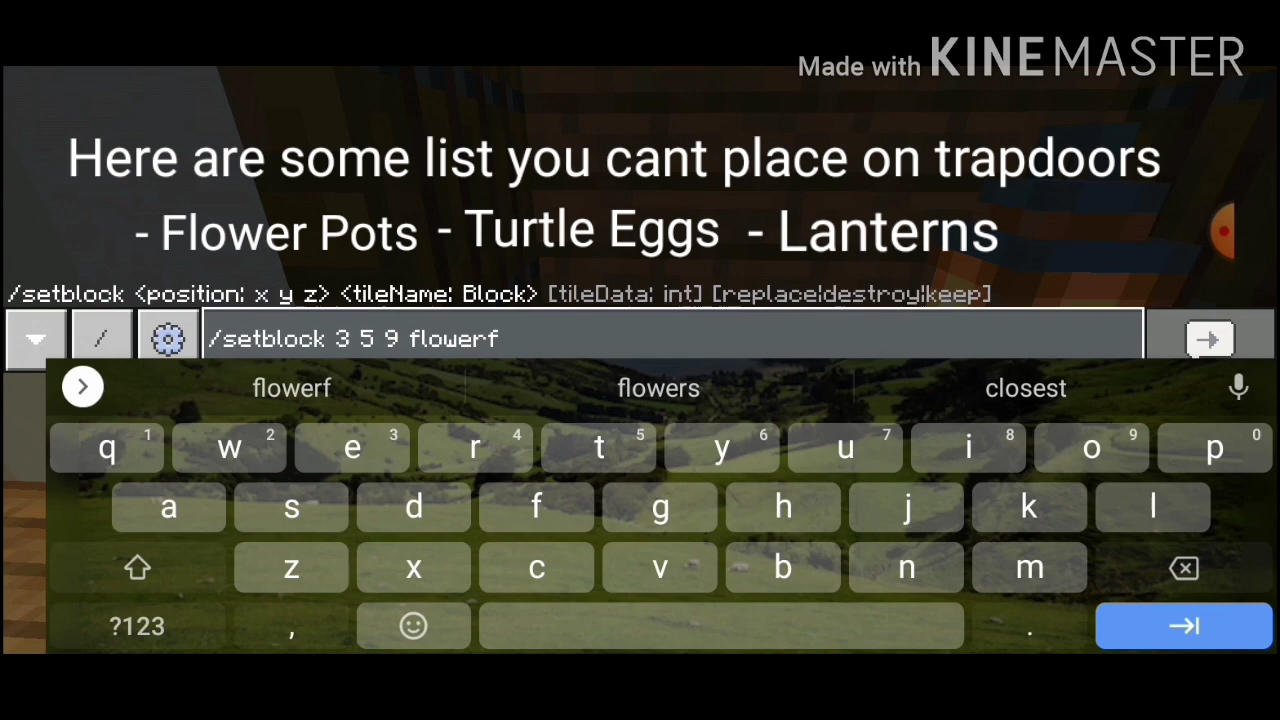 Made with KINEMASTER
Here are some list you cant place on trapdoors
- Flower Pots - Turtle Eggs - Lanterns
/setblock <position: x y z> <tileName: Block> [tileData: int] [replace|destroy|keep]
/ /setblock 3 5 9 flowerf
flowerf flowers closest
q 1 w 2 e 3 r 4 t 5 y 6 u 7 i 8 o 9 p 0
a s d f g h j k l
z x c v b n m
?123 , .